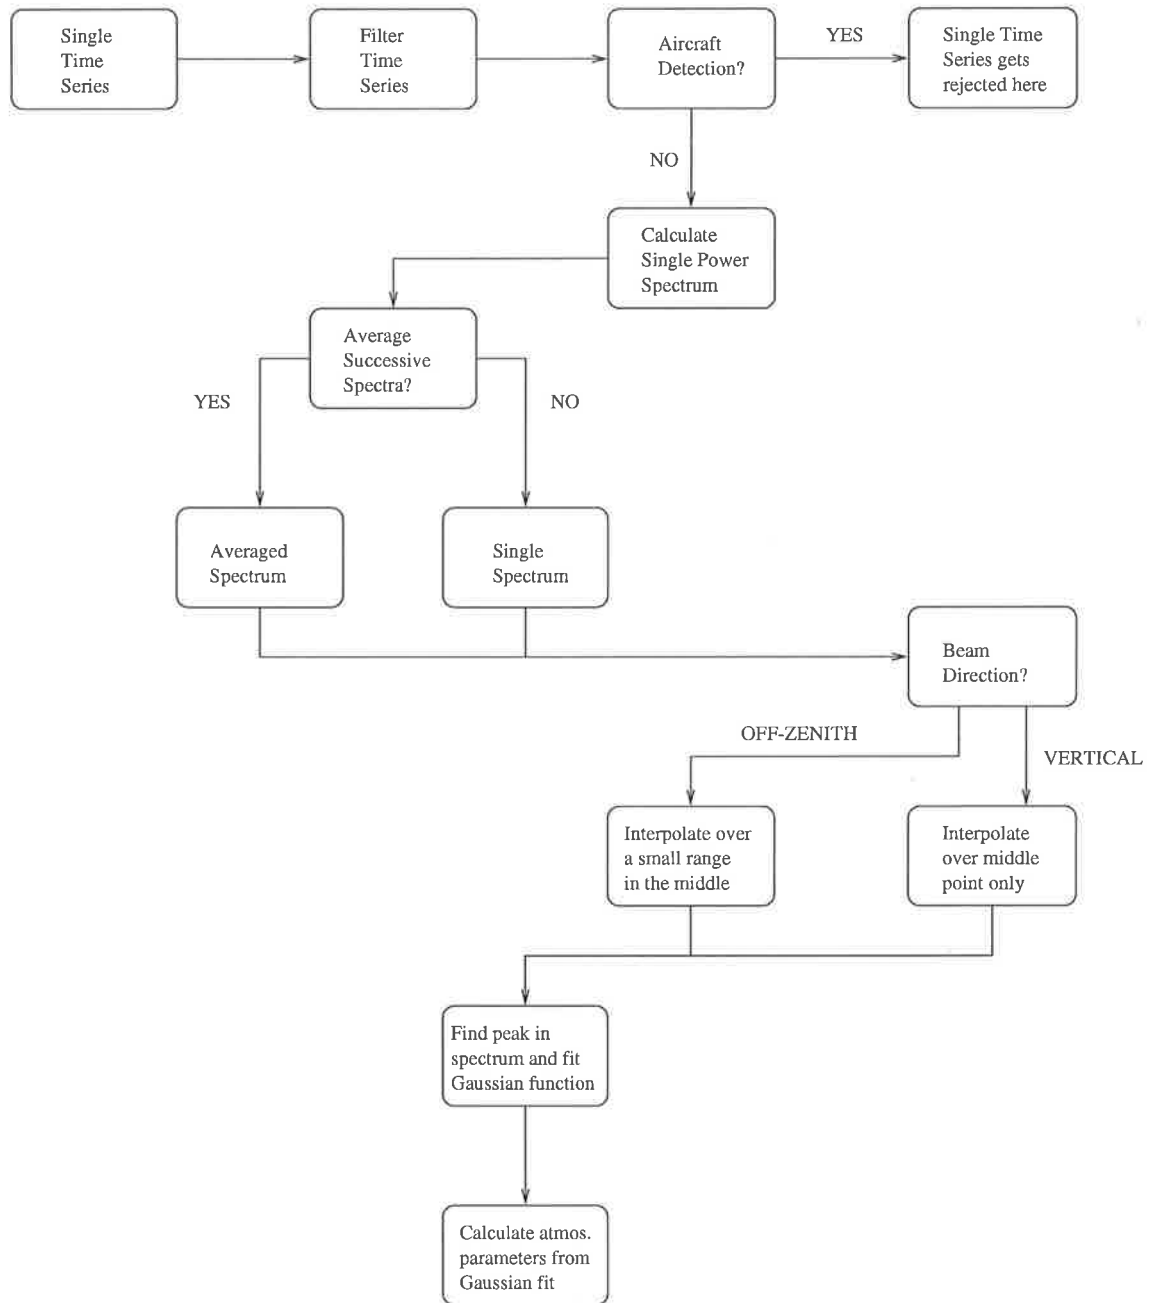 Single
Time
Series
Filter
Time
Series
Aircraft
Detection?
YES
Single Time
Series gets
rejected here
NO
Calculate
Single Power
Spectrum
Average
Successive
Spectra?
YES
NO
Averaged
Spectrum
Single
Spectrum
Beam
Direction?
OFF-ZENITH
VERTICAL
Interpolate over
a small range
in the middle
Interpolate
over middle
point only
Find peak in
spectrum and fit
Gaussian function
Calculate atmos.
parameters from
Gaussian fit